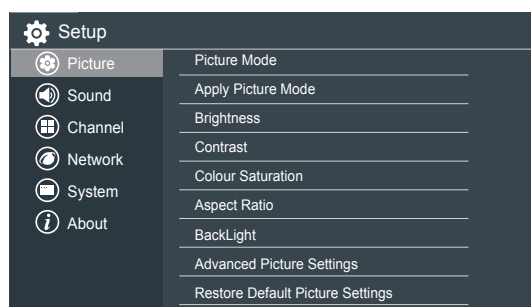 Setup
Picture
Sound
Channel
Network
System
About
Picture Mode
Apply Picture Mode
Brightness
Contrast
Colour Saturation
Aspect Ratio
BackLight
Advanced Picture Settings
Restore Default Picture Settings